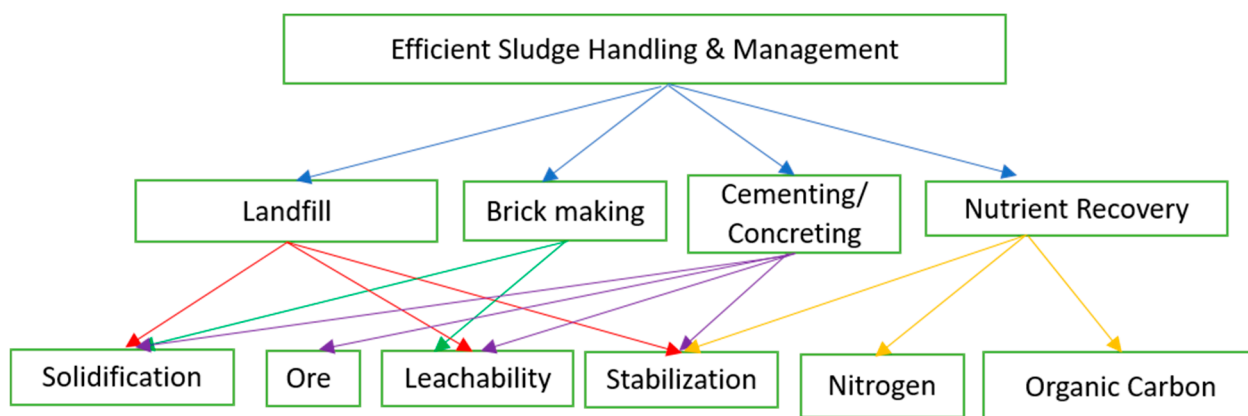 Efficient Sludge Handling & Management
Landfill
Brick making
Cementing/
Concreting
Nutrient Recovery
Solidification
Ore
Leachability
Stabilization
Nitrogen
Organic Carbon